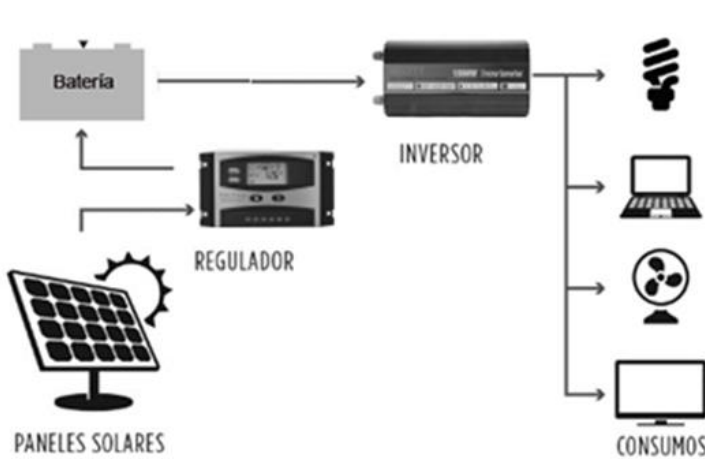 Batería
INVERSOR
REGULADOR
PANELES SOLARES
CONSUMOS